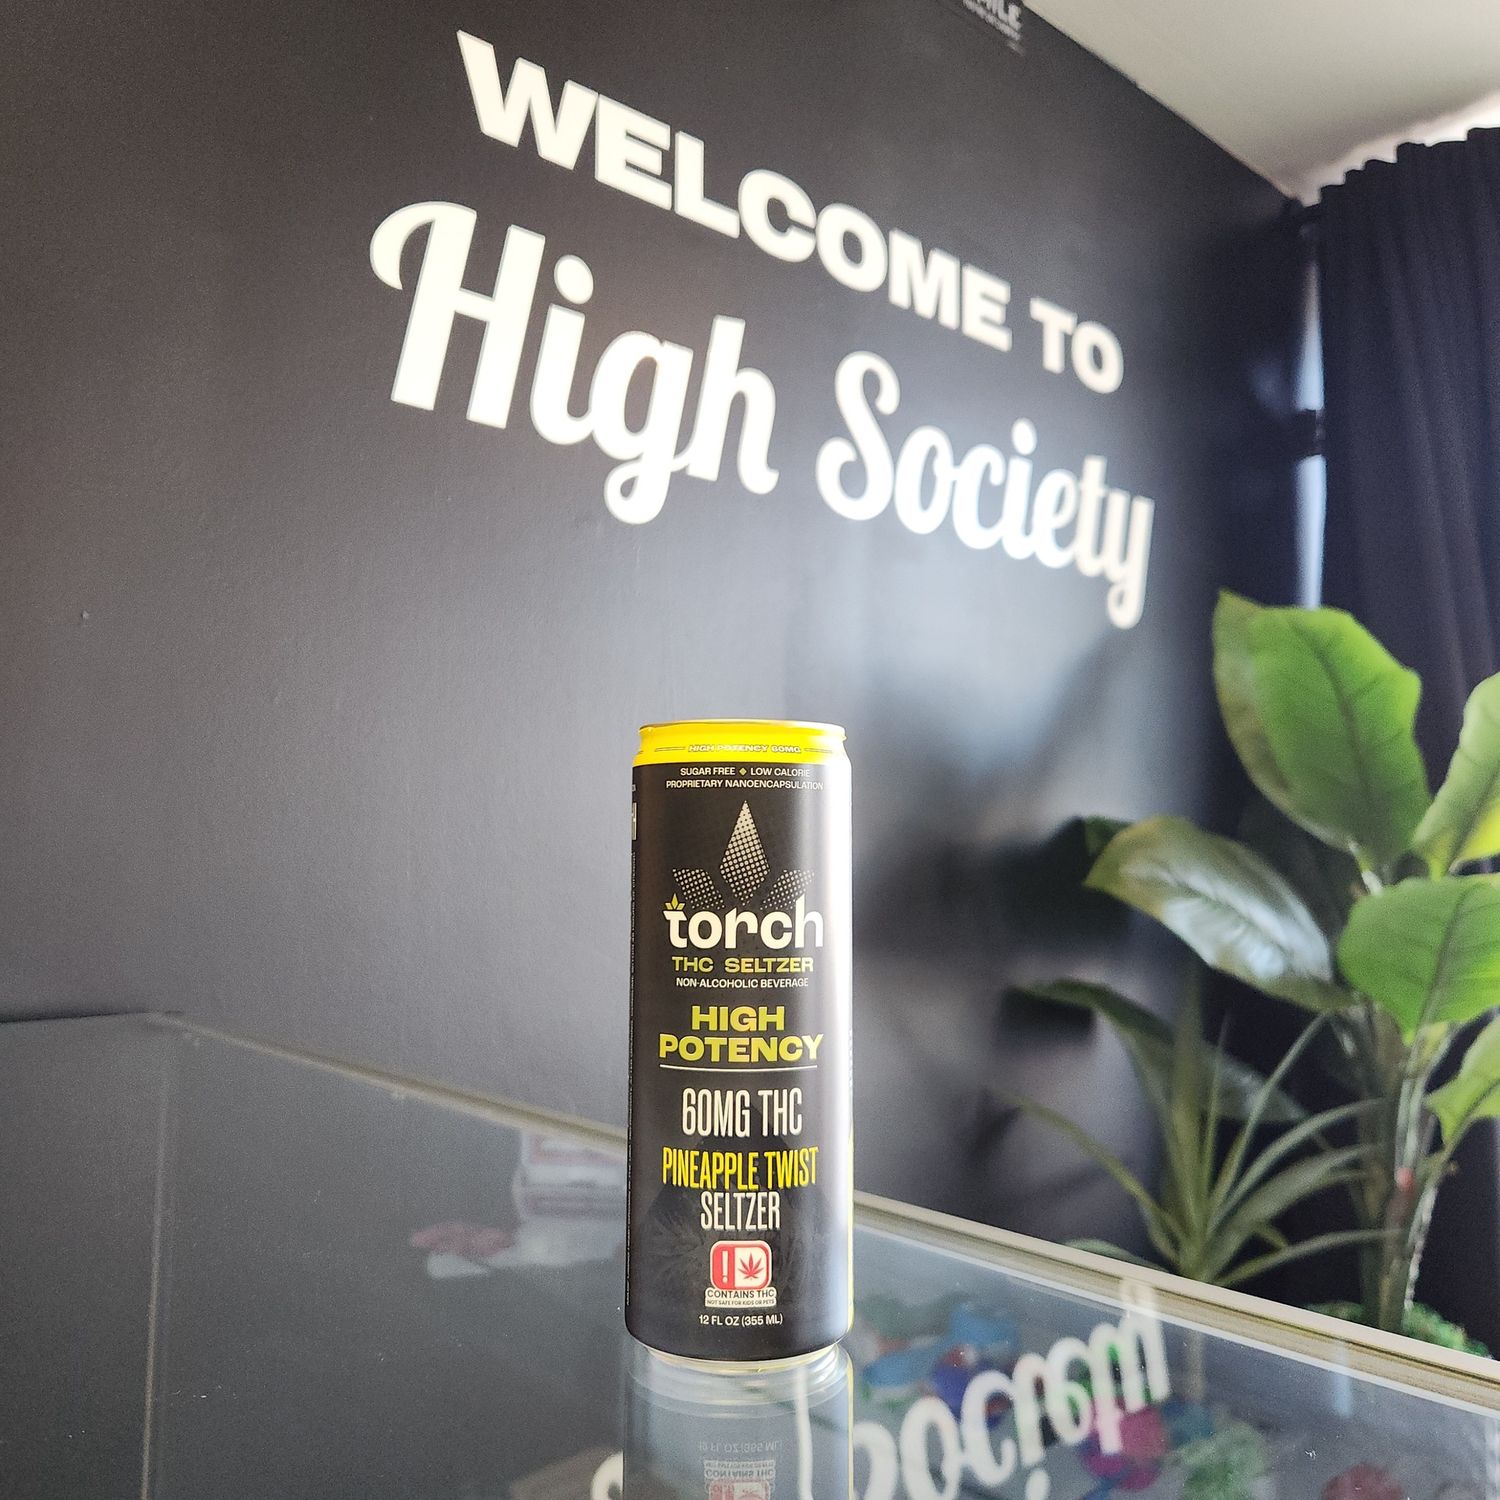 WELCOME TO
High Society
HIGH POTENCY 60MG
SUGAR FREE ◆ LOW CALORIE
PROPRIETARY NANOENCAPSULATION
torch
THC SELTZER
NON-ALCOHOLIC BEVERAGE
HIGH
POTENCY
60MG THC
PINEAPPLE TWIST
SELTZER
!
CONTAINS THC
NOT SAFE FOR KIDS OR PETS
12 FL OZ (355 ML)